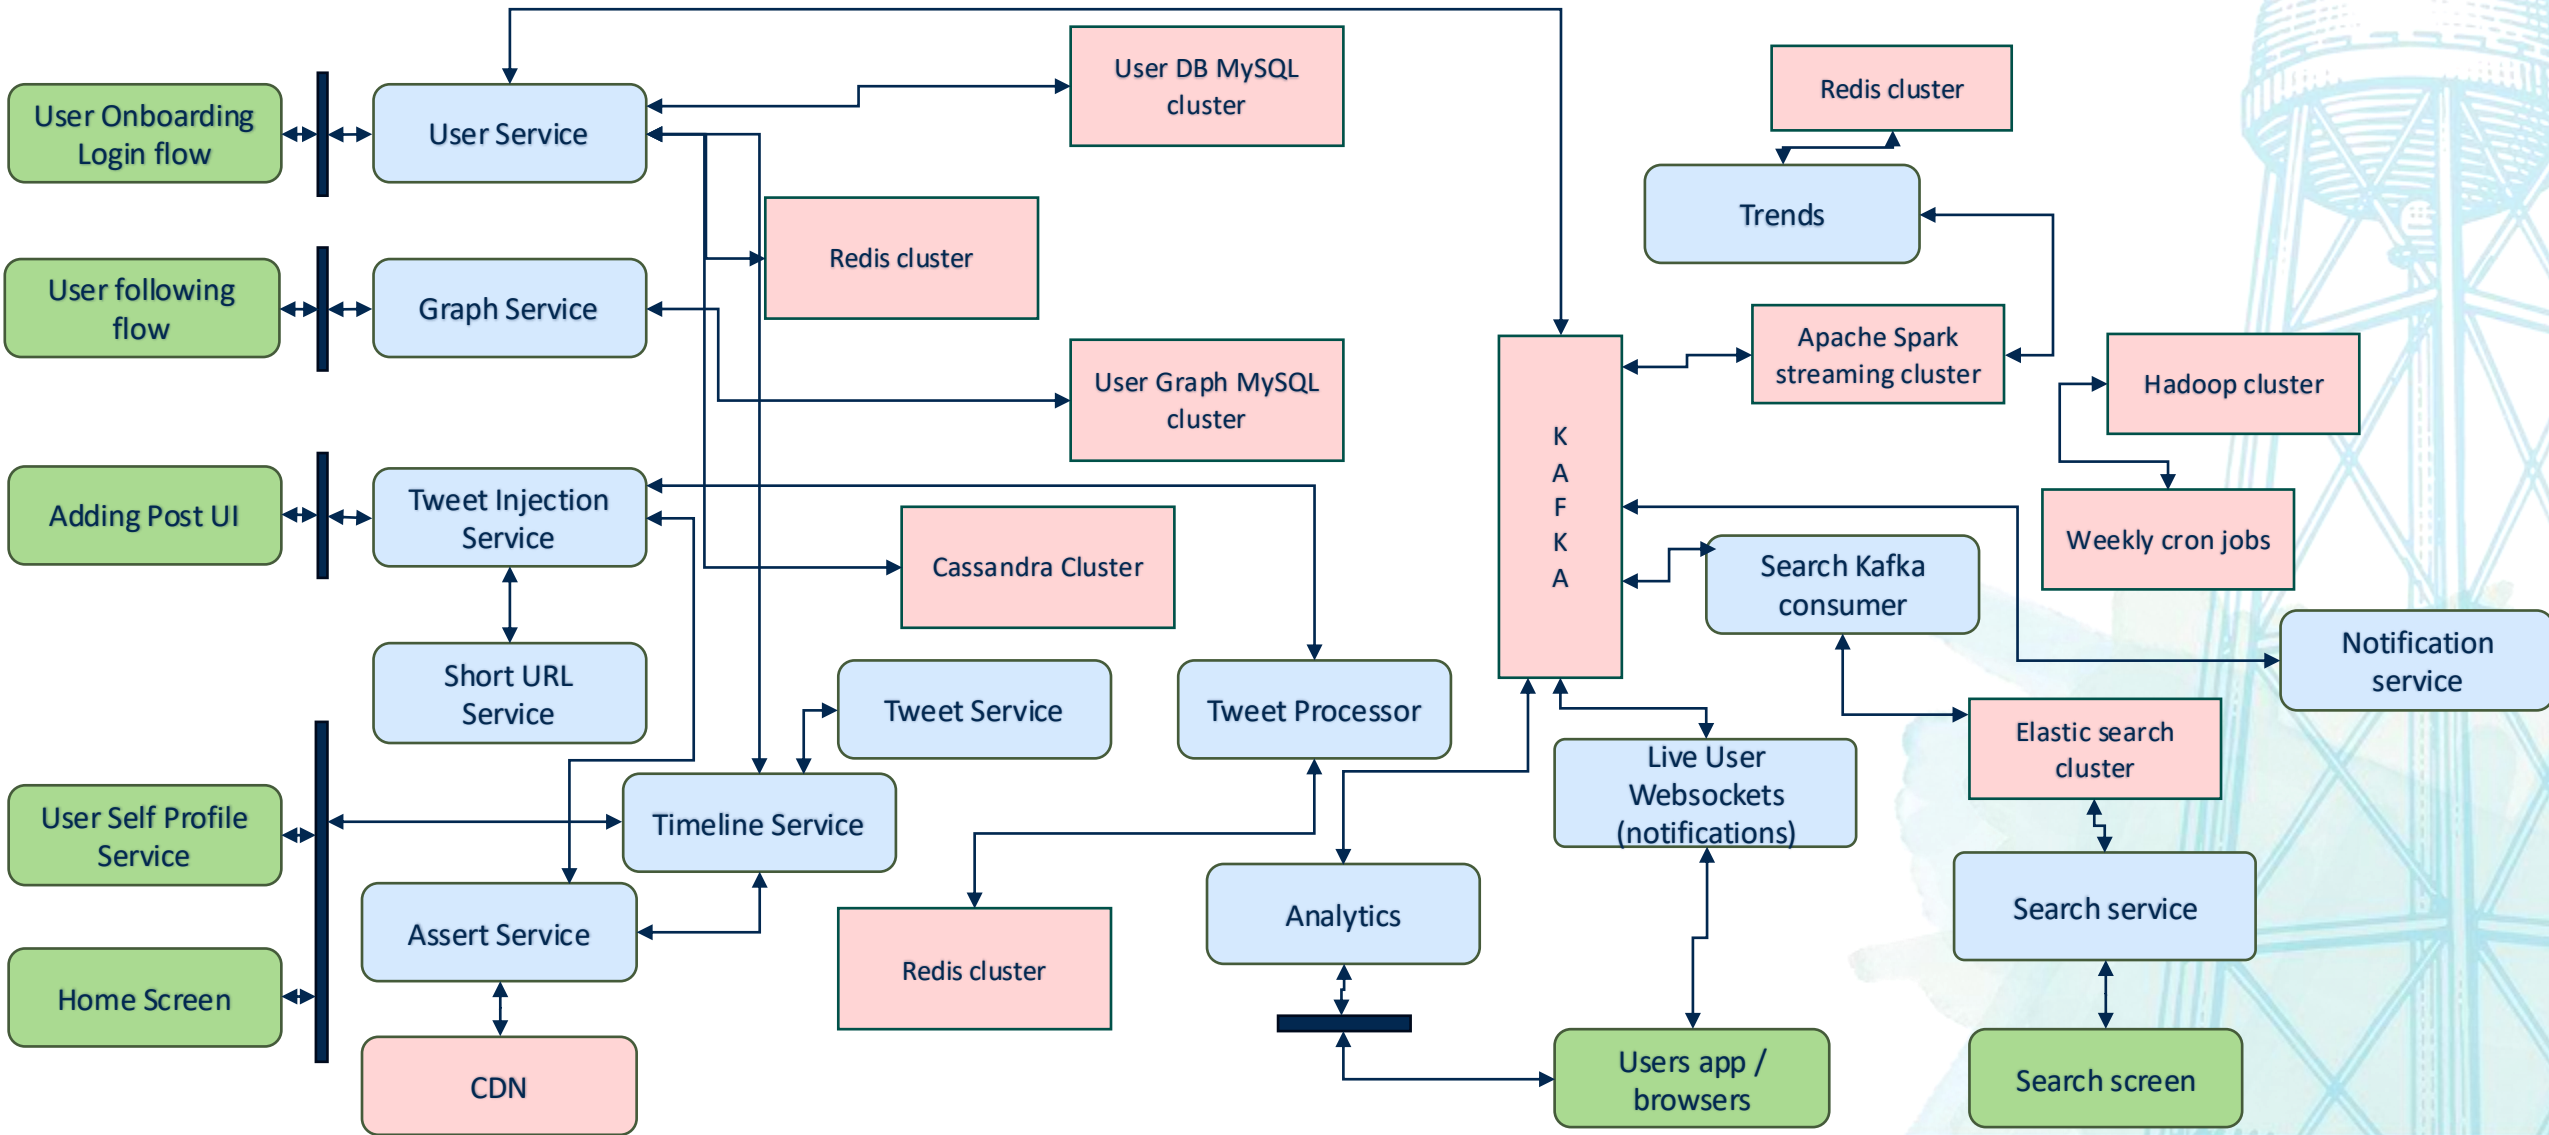 User Onboarding
Login flow
User Service
User DB MySQL
cluster
Redis cluster
Redis cluster
Trends
User following
flow
Graph Service
User Graph MySQL
cluster
Apache Spark
streaming cluster
Hadoop cluster
K
A
F
K
A
Adding Post UI
Tweet Injection
Service
Cassandra Cluster
Search Kafka
consumer
Weekly cron jobs
Notification
service
Short URL
Service
Tweet Service
Tweet Processor
Live User
Websockets
(notifications)
Elastic search
cluster
User Self Profile
Service
Timeline Service
Assert Service
Redis cluster
Analytics
Search service
Home Screen
CDN
Users app /
browsers
Search screen